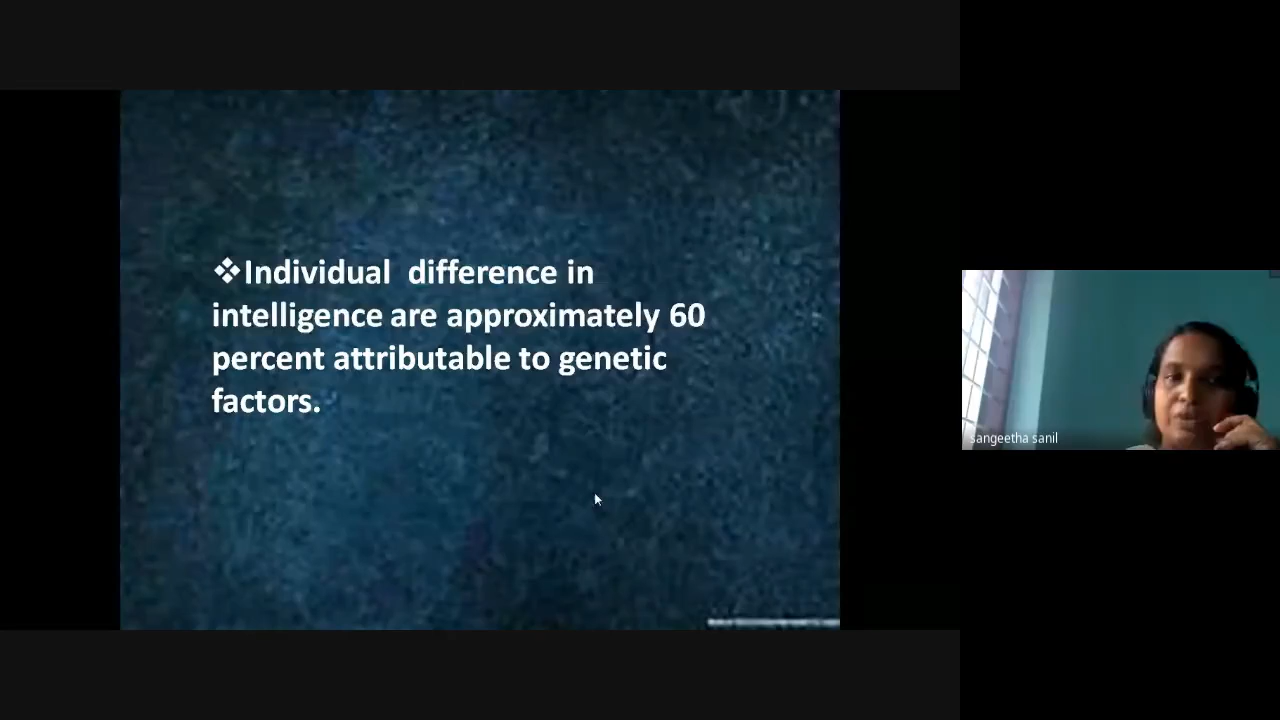 ❖Individual  difference in
intelligence are approximately 60
percent attributable to genetic
factors.
sangeetha sanil